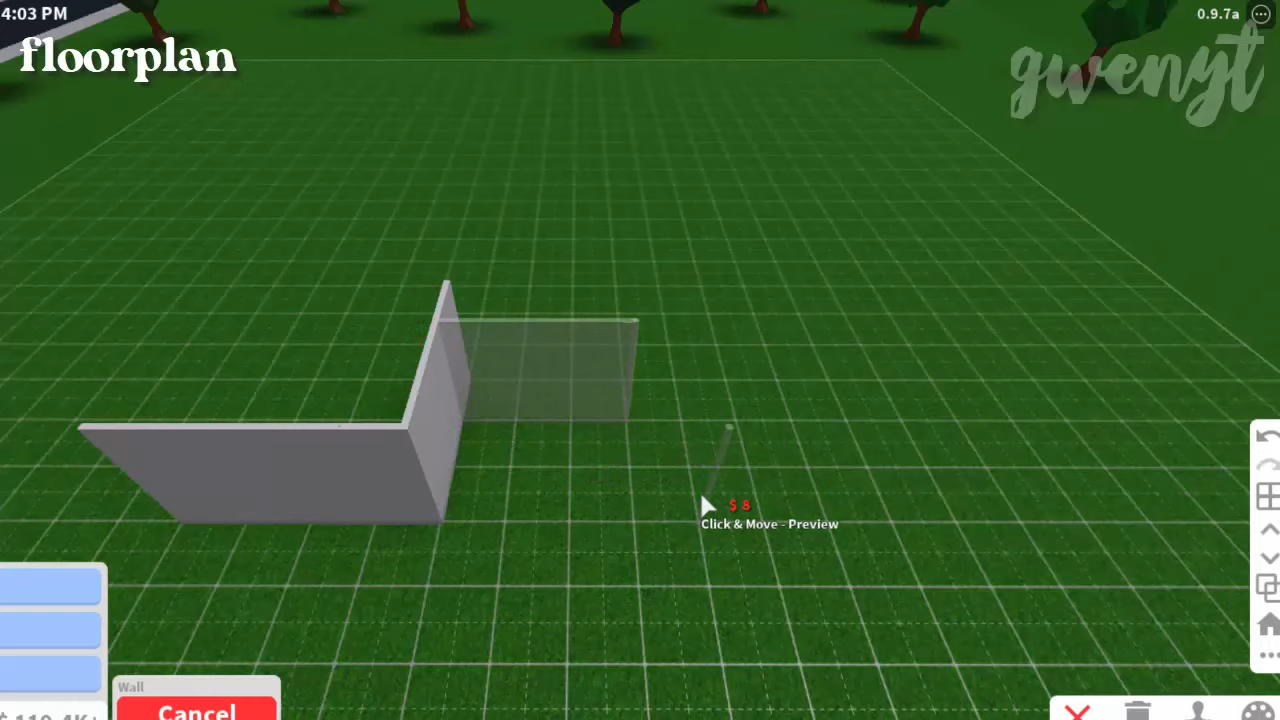 4:03 PM
0.9.7a
floorplan
gwenyt
$ 8
Click & Move - Preview
Wall
Cancel